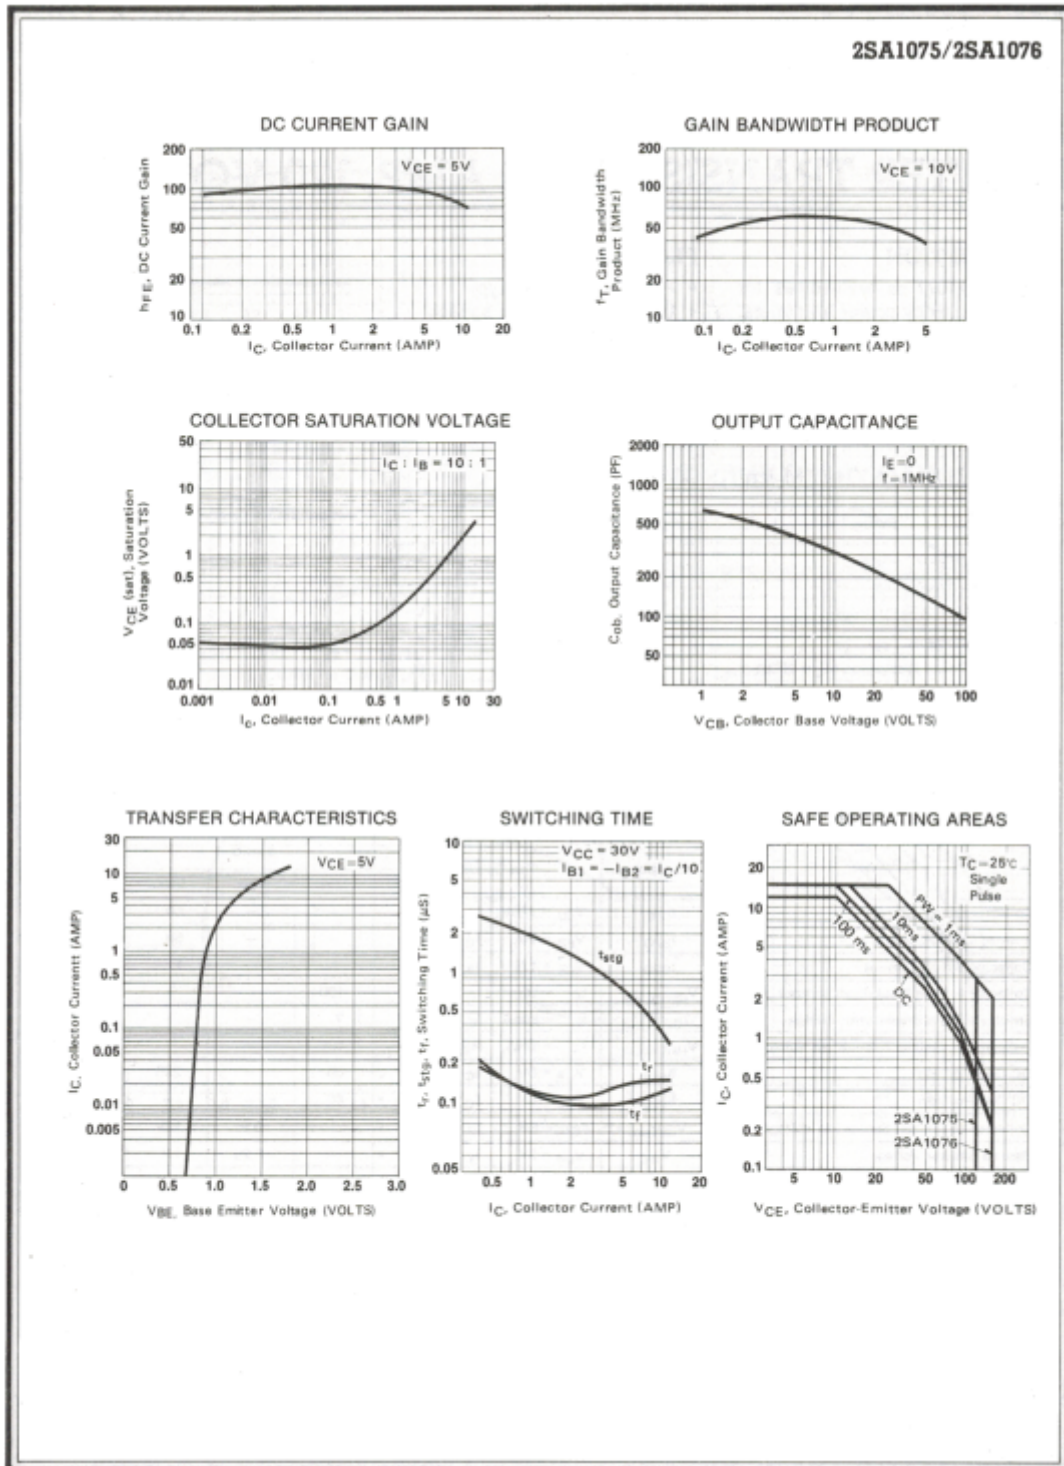 2SA1075/2SA1076
DC CURRENT GAIN
hFE, DC Current Gain
200
100
50
20
10
VCE = 5V
0.1 0.2 0.5 1 2 5 10 20
IC, Collector Current (AMP)
GAIN BANDWIDTH PRODUCT
fT, Gain Bandwidth
Product (MHz)
200
100
50
20
10
VCE = 10V
0.1 0.2 0.5 1 2 5
IC, Collector Current (AMP)
COLLECTOR SATURATION VOLTAGE
VCE (sat), Saturation
Voltage (VOLTS)
50
10
5
1
0.5
0.1
0.05
0.01
IC : IB = 10 : 1
0.001 0.01 0.1 0.5 1 5 10 30
Ic, Collector Current (AMP)
OUTPUT CAPACITANCE
Cob, Output Capacitance (PF)
2000
1000
500
200
100
50
IE=0
f=1MHz
1 2 5 10 20 50 100
VCB, Collector Base Voltage (VOLTS)
TRANSFER CHARACTERISTICS
IC, Collector Currentt (AMP)
30
10
5
1
0.5
0.1
0.05
0.01
0.005
VCE=5V
0 0.5 1.0 1.5 2.0 2.5 3.0
VBE, Base Emitter Voltage (VOLTS)
SWITCHING TIME
tr, tstg, tf, Switching Time (μS)
10
5
2
1
0.5
0.2
0.1
0.05
VCC = 30V
IB1 = -IB2 = IC/10
tstg
tr
tf
0.5 1 2 5 10 20
IC, Collector Current (AMP)
SAFE OPERATING AREAS
IC, Collector Current (AMP)
20
10
5
2
1
0.5
0.2
0.1
TC=25°C
Single
Pulse
PW = 1ms
10ms
100 ms
DC
2SA1075
2SA1076
5 10 20 50 100 200
VCE, Collector-Emitter Voltage (VOLTS)